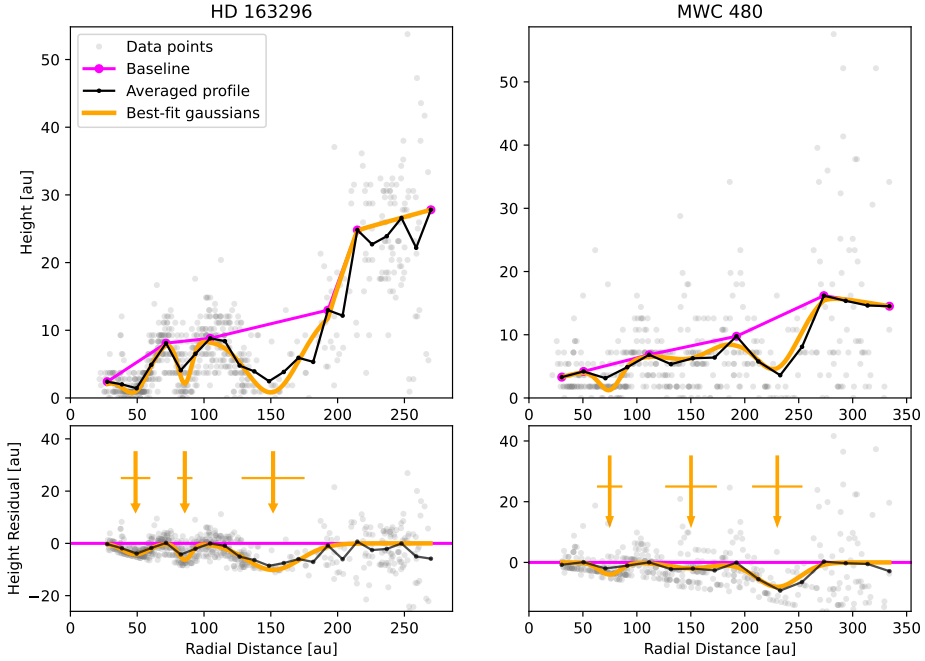 HD 163296
MWC 480
Data points
Baseline
Averaged profile
Best-fit gaussians
Height [au]
50
40
30
20
10
0
0 50 100 150 200 250
50
40
30
20
10
0
0 50 100 150 200 250 300 350
Height Residual [au]
40
20
0
−20
0 50 100 150 200 250
Radial Distance [au]
40
20
0
0 50 100 150 200 250 300 350
Radial Distance [au]